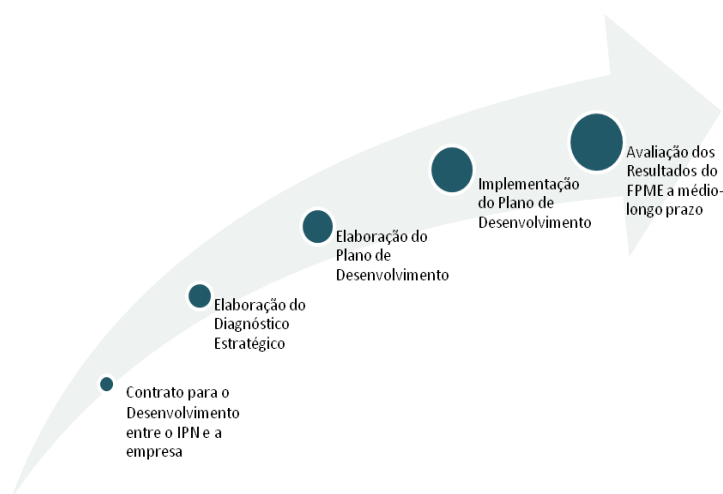 Contrato para o
Desenvolvimento
entre o IPN e a
empresa
Elaboração do
Diagnóstico
Estratégico
Elaboração do
Plano de
Desenvolvimento
Implementação
do Plano de
Desenvolvimento
Avaliação dos
Resultados do
FPME a médio-
longo prazo